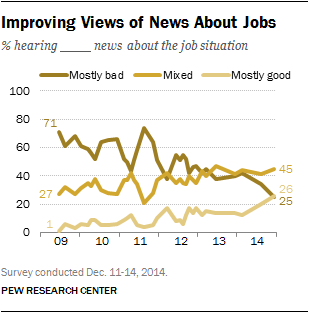 Improving Views of News About Jobs
% hearing ____ news about the job situation
Mostly bad Mixed Mostly good
100
80
60
40
20
0
71
27
1
45
26
25
09 10 11 12 13 14
Survey conducted Dec. 11-14, 2014.
PEW RESEARCH CENTER